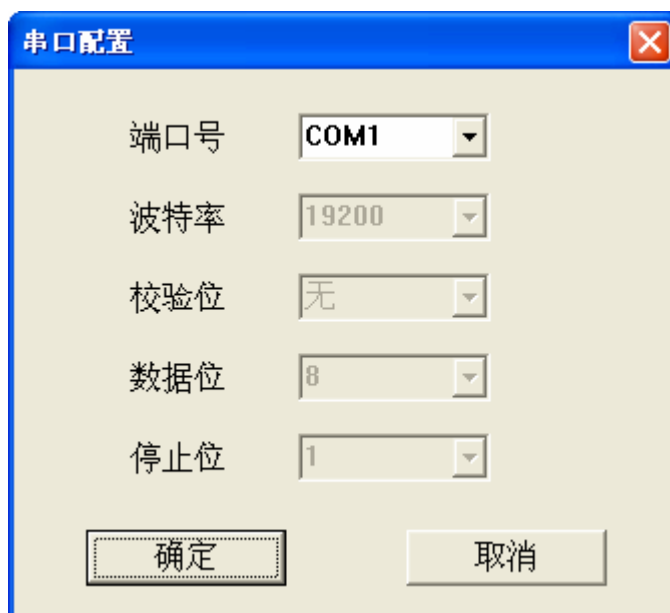 串口配置
端口号 COM1
波特率 19200
校验位 无
数据位 8
停止位 1
确定 取消